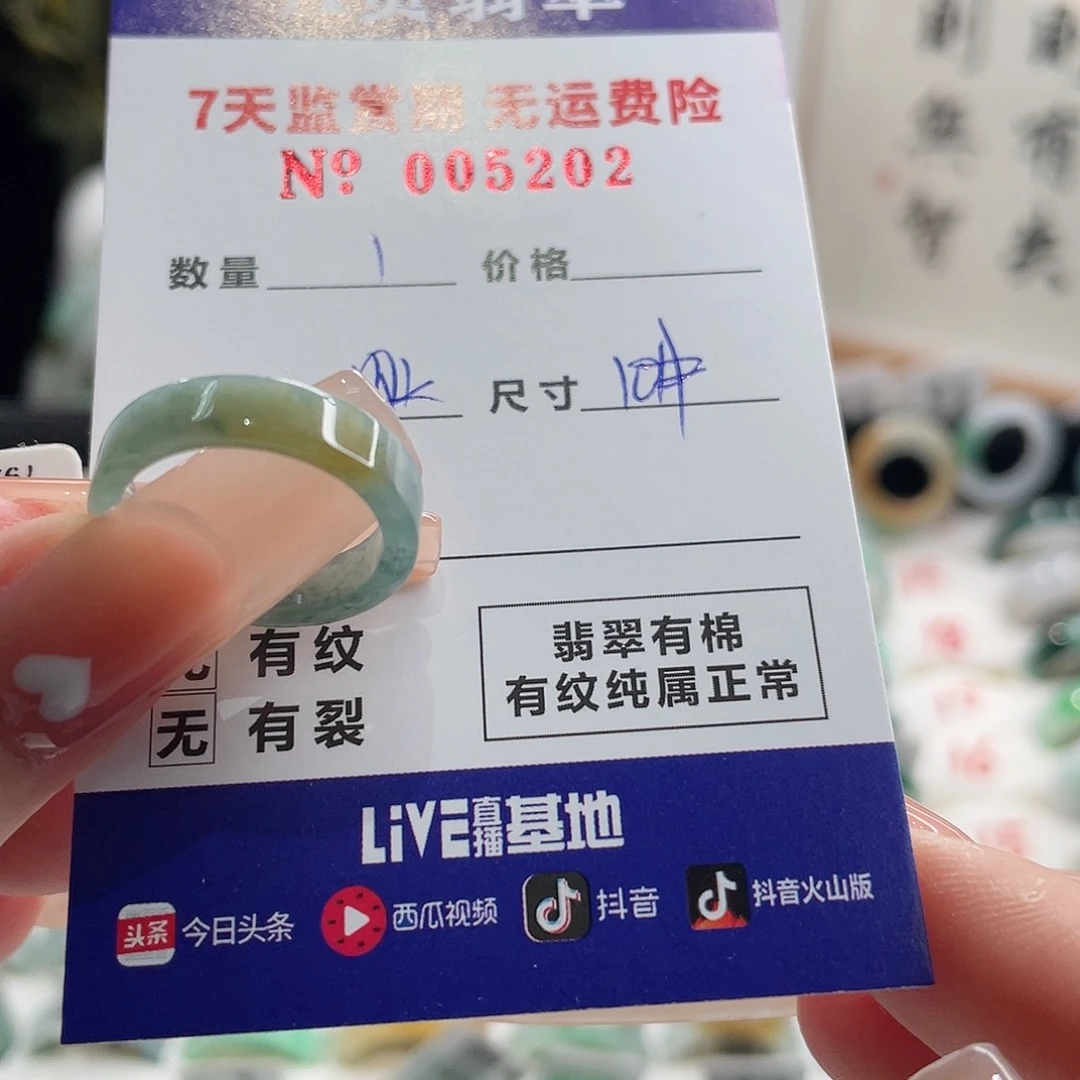 7天监赏期 无运费险
Nº 005202
数量 1 价格
尺寸 10#
有纹
无 有裂
翡翠有棉
有纹纯属正常
LiVE直播基地
头条 今日头条 西瓜视频 抖音 抖音火山版